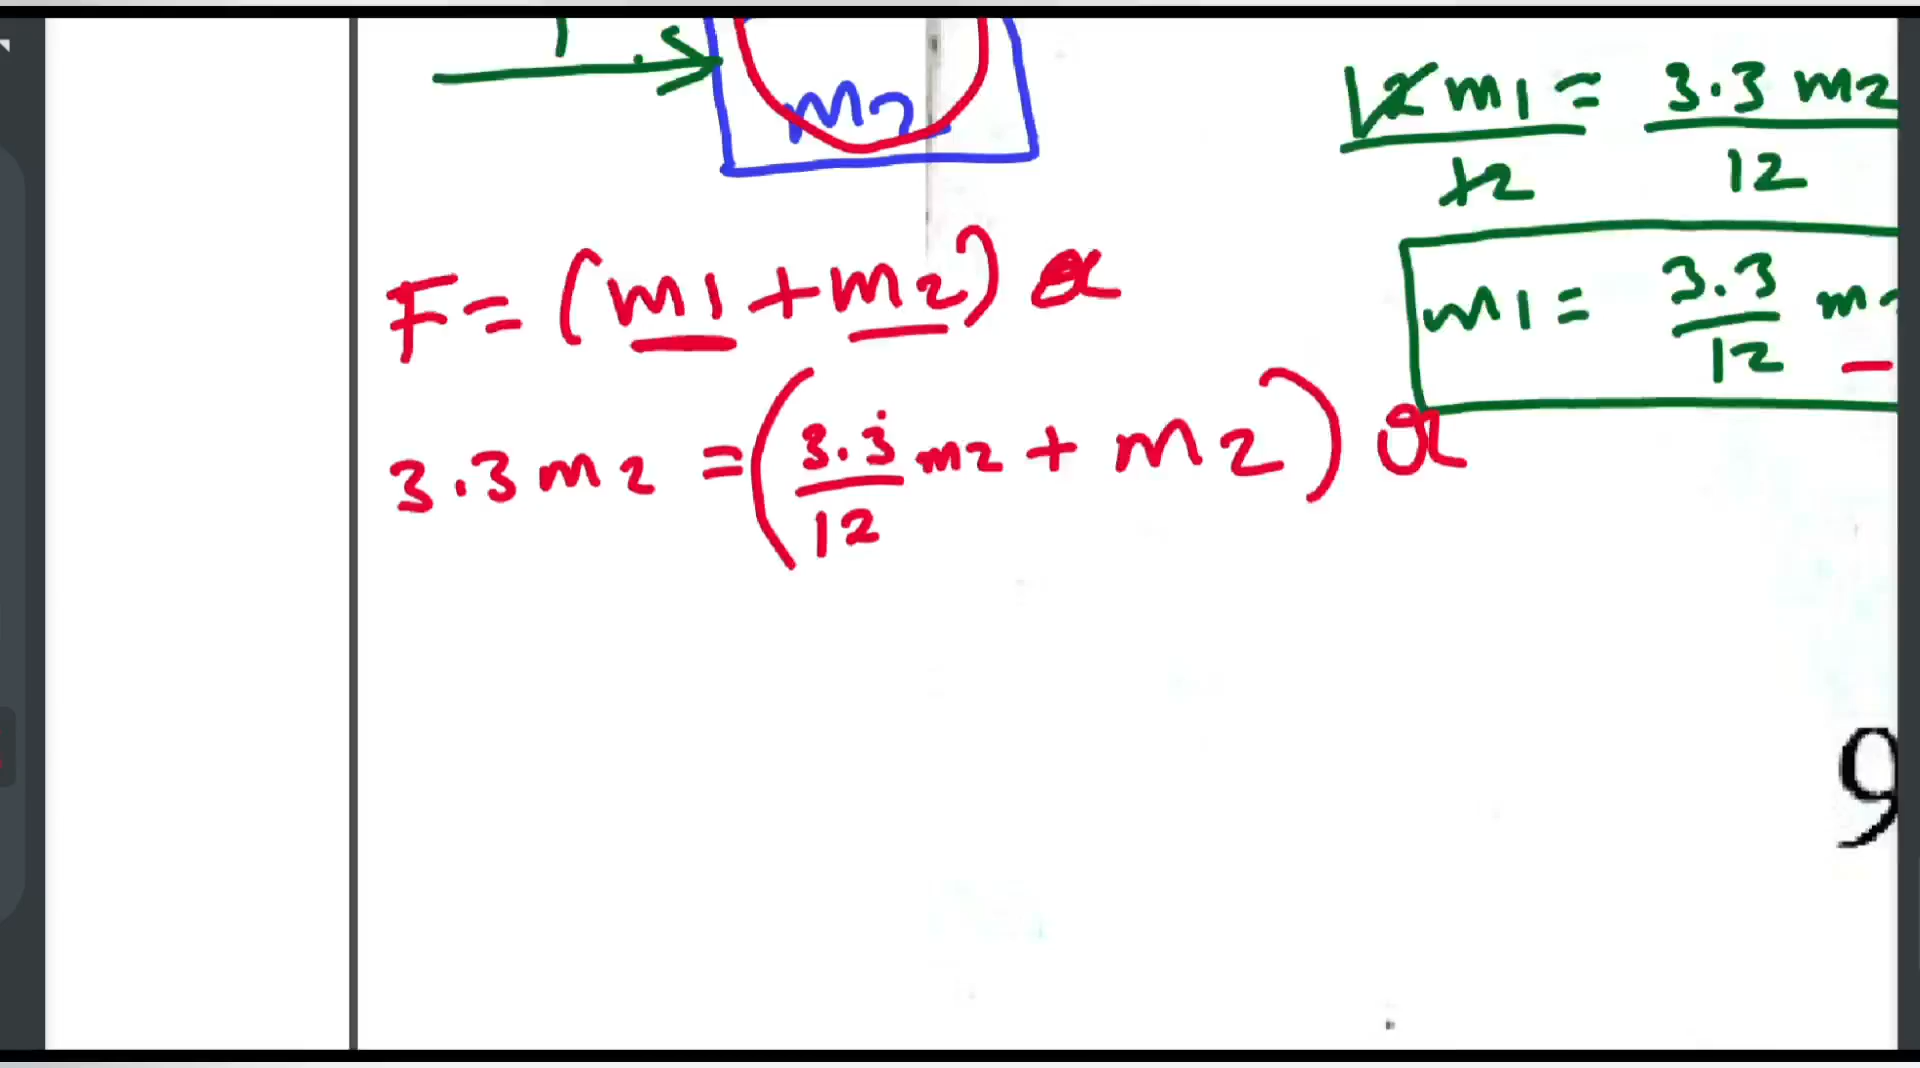 m2
12 m1 = 3.3 m2
12 12
F = (m1 + m2) a
m1 = 3.3/12
3.3 m2 = (3.3/12 m2 + m2) a
9